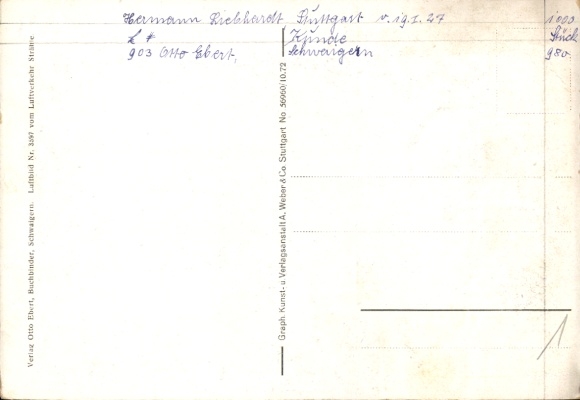 Hermann Liebhardt, Stuttgart v. 19.I.27 1000
L # Kunde Stück
903 Otto Ebert, Schwaigern 980.
Verlag Otto Ebert, Buchbinder, Schwaigern. Luftbild Nr. 3597 vom Luftverkehr Strähle
Graph. Kunst- u Verlagsanstalt A. Weber & Co. Stuttgart No 56960/10.72
1